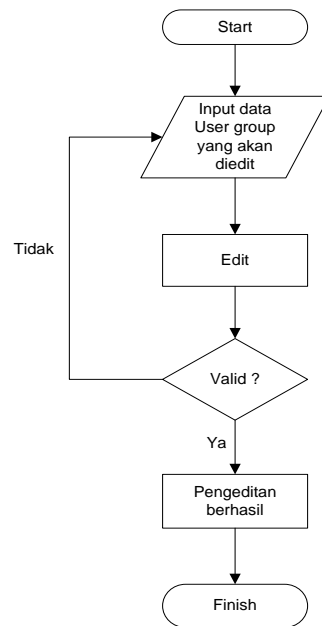 Start
Input data
User group
yang akan
diedit
Tidak
Edit
Valid ?
Ya
Pengeditan
berhasil
Finish